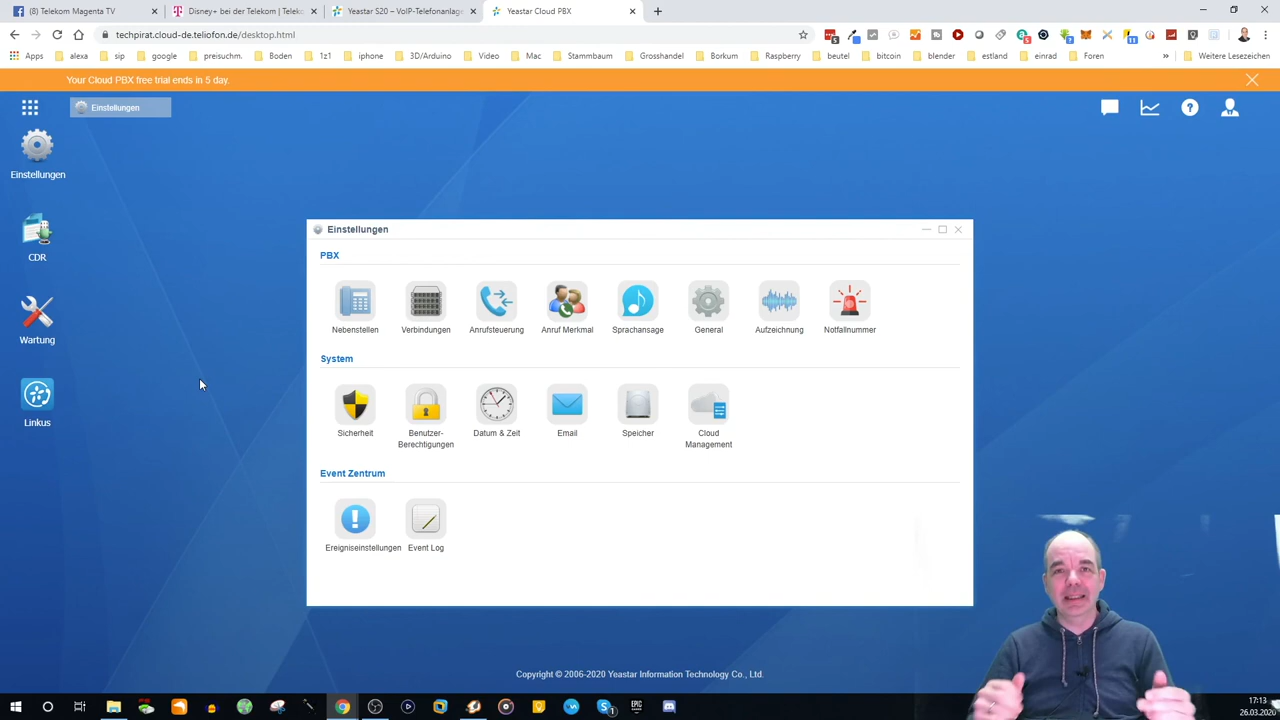 (8) Telekom Magenta TV
Disney+ bei der Telekom | Teleko
Yeastar S20 – VoIP-Telefonanlage
Yeastar Cloud PBX
techpirat.cloud-de.teliofon.de/desktop.html
Apps alexa sip google preisuchm. Boden 1z1 iphone 3D/Arduino Video Mac Stammbaum Grosshandel Borkum Raspberry beutel bitcoin blender estland einrad Foren » Weitere Lesezeichen
Your Cloud PBX free trial ends in 5 day.
Einstellungen
Einstellungen
CDR
Wartung
Linkus
Einstellungen
PBX
Nebenstellen Verbindungen Anrufsteuerung Anruf Merkmal Sprachansage General Aufzeichnung Notfallnummer
System
Sicherheit Benutzer- Datum & Zeit Email Speicher Cloud
Berechtigungen Management
Event Zentrum
Ereigniseinstellungen Event Log
Copyright © 2006-2020 Yeastar Information Technology Co., Ltd.
17:13
26.03.2020